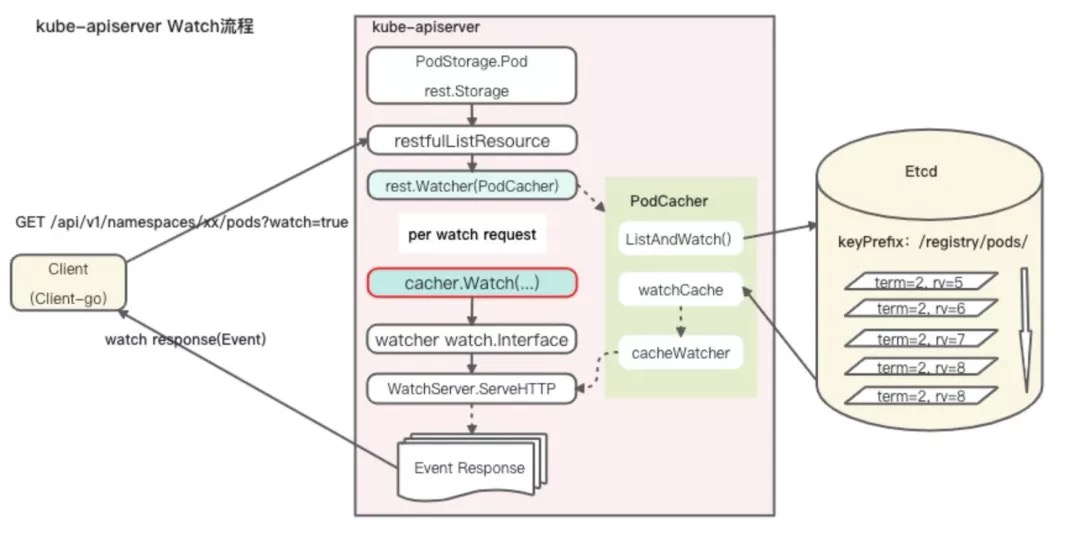 kube-apiserver Watch流程
kube-apiserver
PodStorage.Pod
rest.Storage
restfulListResource
rest.Watcher(PodCacher)
GET /api/v1/namespaces/xx/pods?watch=true
per watch request
Client
(Client-go)
cacher.Watch(...)
watch response(Event)
watcher watch.Interface
WatchServer.ServeHTTP
Event Response
PodCacher
ListAndWatch()
watchCache
cacheWatcher
Etcd
keyPrefix：/registry/pods/
term=2, rv=5
term=2, rv=6
term=2, rv=7
term=2, rv=8
term=2, rv=8